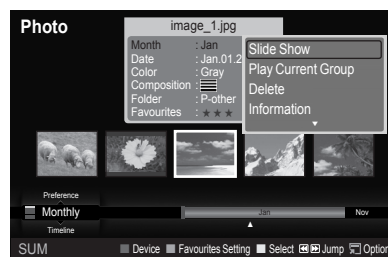 Photo
image_1.jpg
Month : Jan
Date : Jan.01.2
Color : Gray
Composition :
Folder : P-other
Favourites : ★ ★ ★
Slide Show
Play Current Group
Delete
Information
Preference
Monthly
Timeline
Jan
Nov
SUM
Device Favourites Setting Select Jump Option